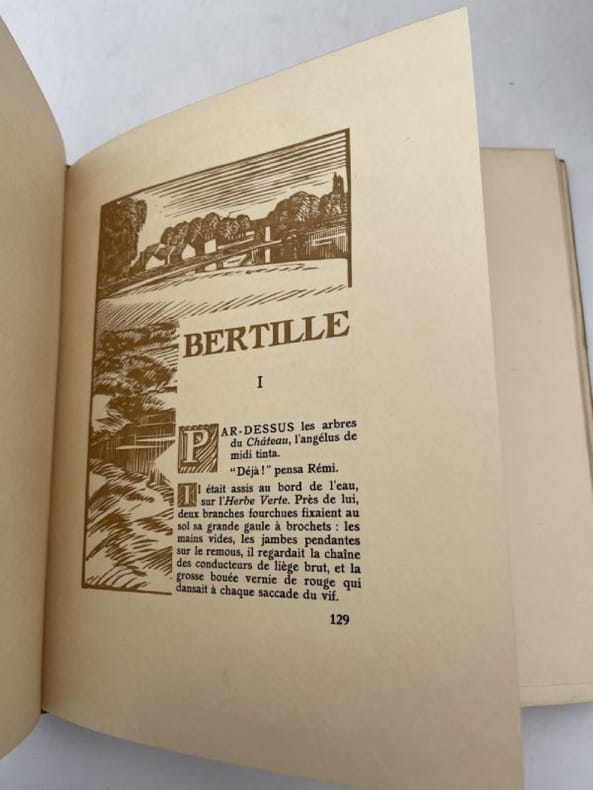 BERTILLE
I
PAR-DESSUS les arbres
du Château, l'angélus de
midi tinta.
"Déjà!" pensa Rémi.
Il était assis au bord de l'eau,
sur l'Herbe Verte. Près de lui,
deux branches fourchues fixaient au
sol sa grande gaule à brochets : les
mains vides, les jambes pendantes
sur le remous, il regardait la chaîne
des conducteurs de liège brut, et la
grosse bouée vernie de rouge qui
dansait à chaque saccade du vif.
129